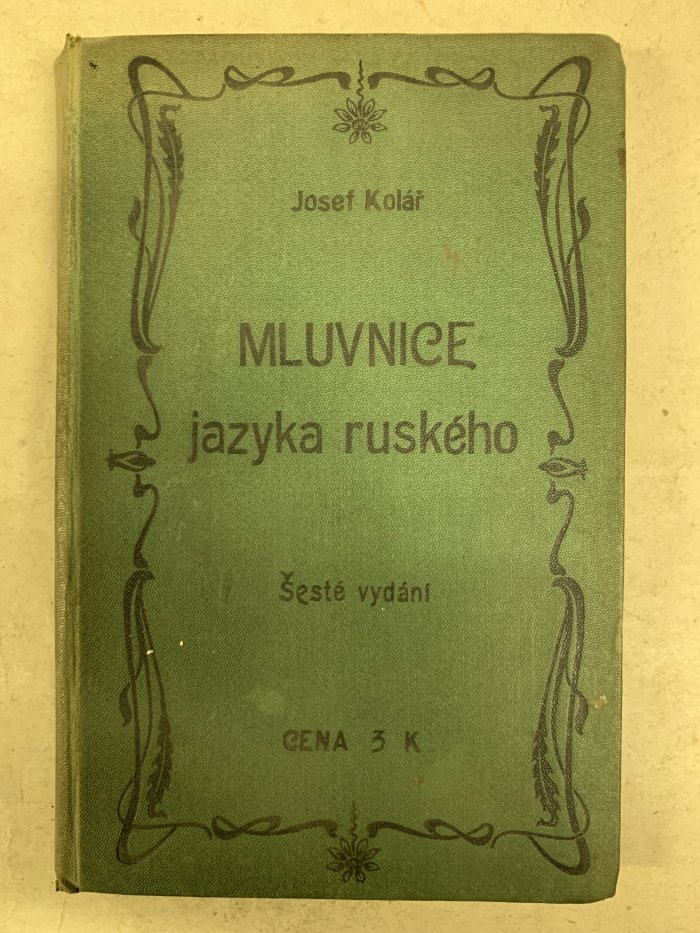 Josef Kolář
MLUVNICE
jazyka ruského
Šesté vydání
CENA 3 K